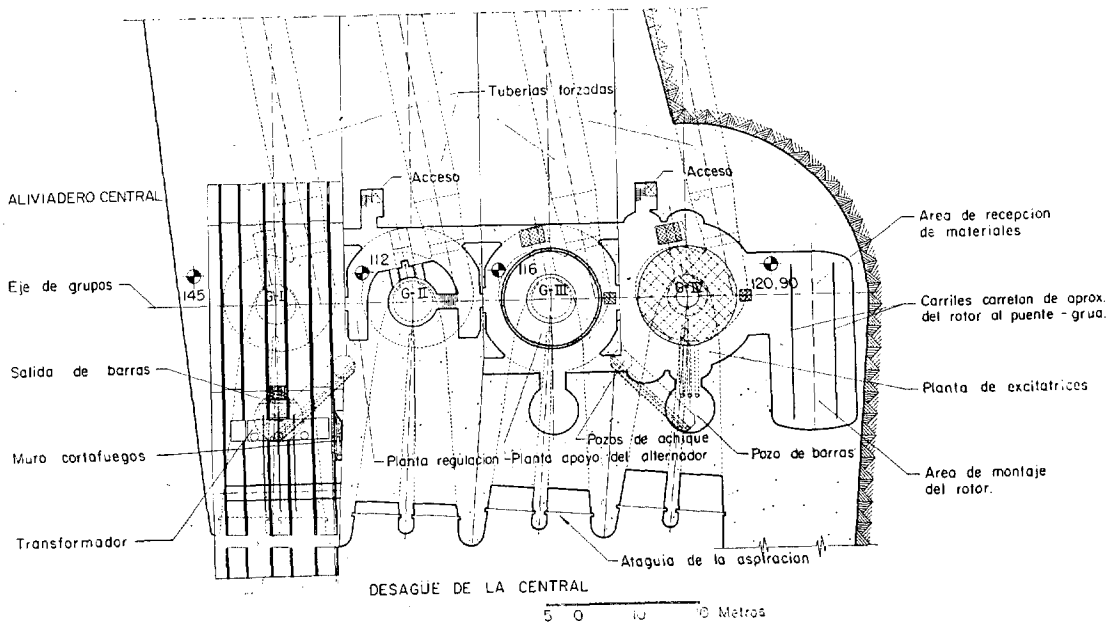 Tuberias forzadas
Acceso
Acceso
ALIVIADERO CENTRAL
Area de recepcion
de materiales
112
116
120,90
145
Eje de grupos
G-I
G-II
G-III
G-IV
Carriles carretan de aprox.
del rotor al puente-grua.
Salida de barras
Planta de excitatrices
Muro cortafuegos
Planta regulacion
Planta apoyo del alternador
Pozos de achique
Pozo de barras
Area de montaje
del rotor.
Transformador
Ataguia de la aspiracion
DESAGÜE DE LA CENTRAL
5 0 10 Metros